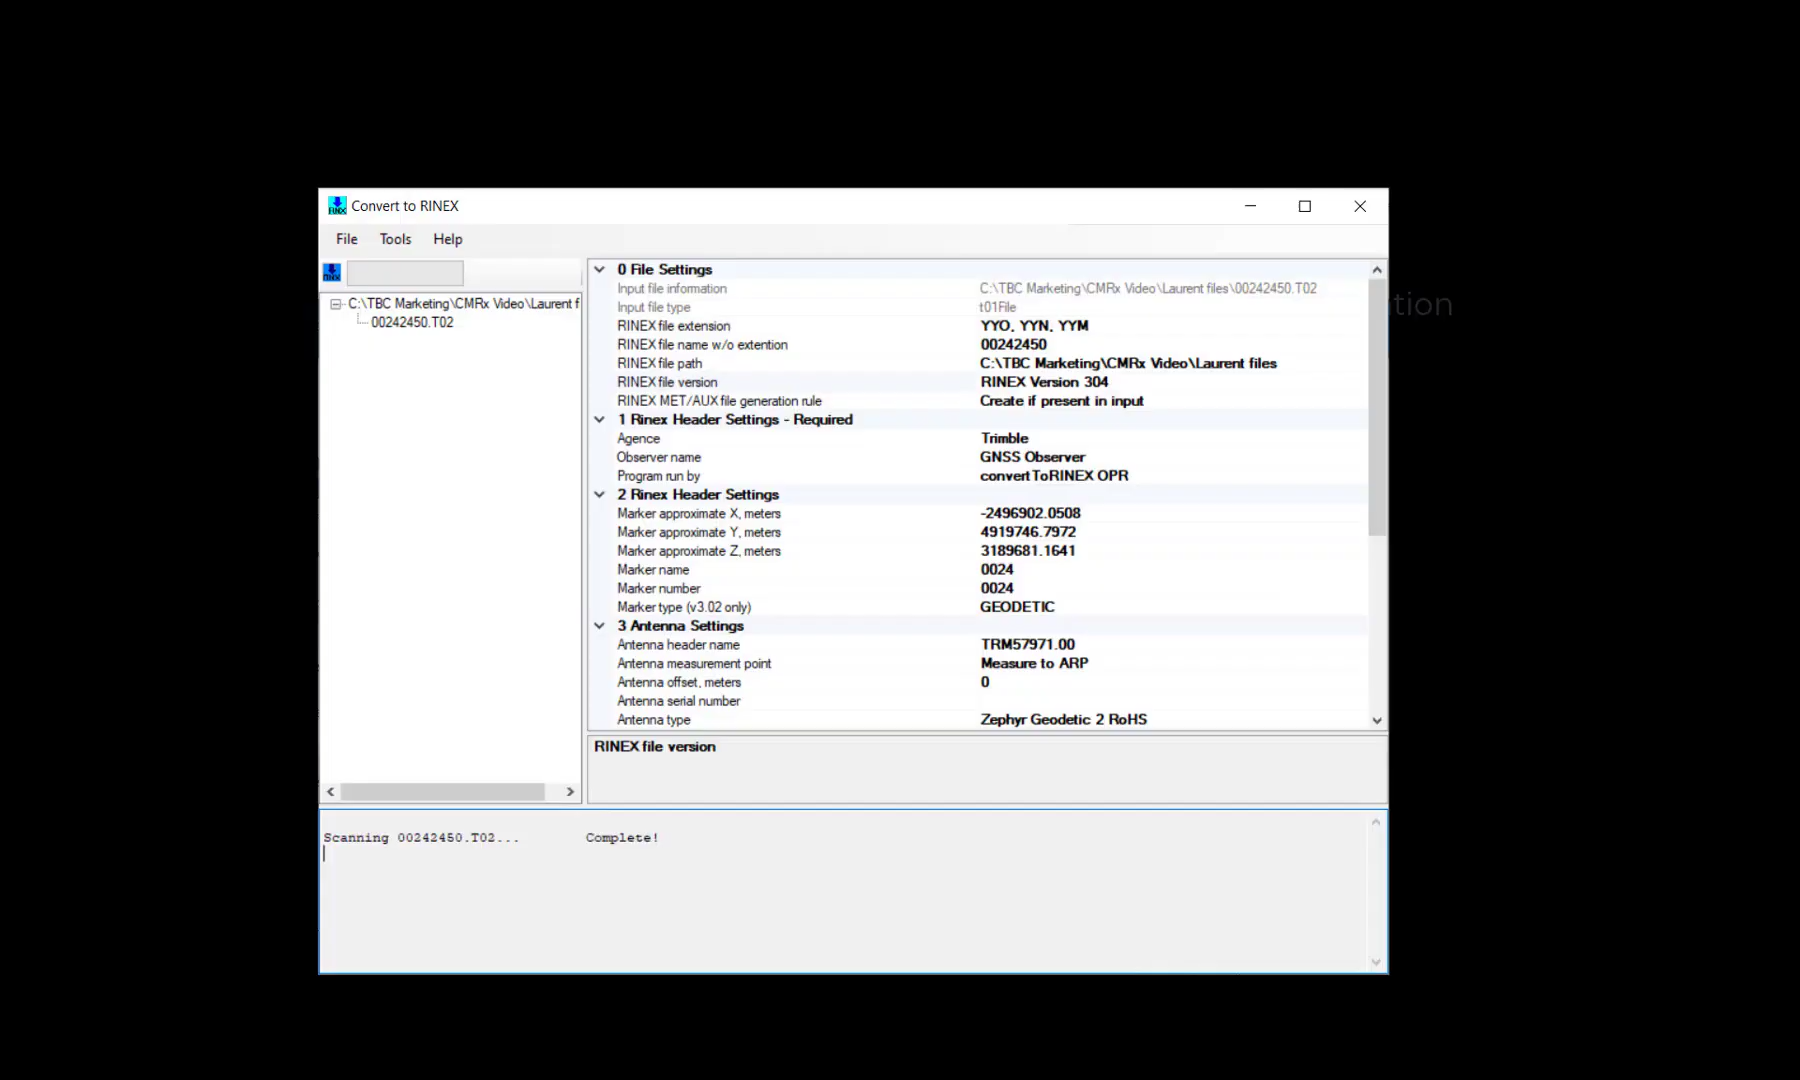 Convert to RINEX
File Tools Help
C:\TBC Marketing\CMRx Video\Laurent f
00242450.T02
0 File Settings
Input file information C:\TBC Marketing\CMRx Video\Laurent files\00242450.T02
Input file type t01File
RINEX file extension YYO, YYN, YYM
RINEX file name w/o extention 00242450
RINEX file path C:\TBC Marketing\CMRx Video\Laurent files
RINEX file version RINEX Version 304
RINEX MET/AUX file generation rule Create if present in input
1 Rinex Header Settings - Required
Agence Trimble
Observer name GNSS Observer
Program run by convertToRINEX OPR
2 Rinex Header Settings
Marker approximate X, meters -2496902.0508
Marker approximate Y, meters 4919746.7972
Marker approximate Z, meters 3189681.1641
Marker name 0024
Marker number 0024
Marker type (v3.02 only) GEODETIC
3 Antenna Settings
Antenna header name TRM57971.00
Antenna measurement point Measure to ARP
Antenna offset, meters 0
Antenna serial number
Antenna type Zephyr Geodetic 2 RoHS
RINEX file version
Scanning 00242450.T02... Complete!